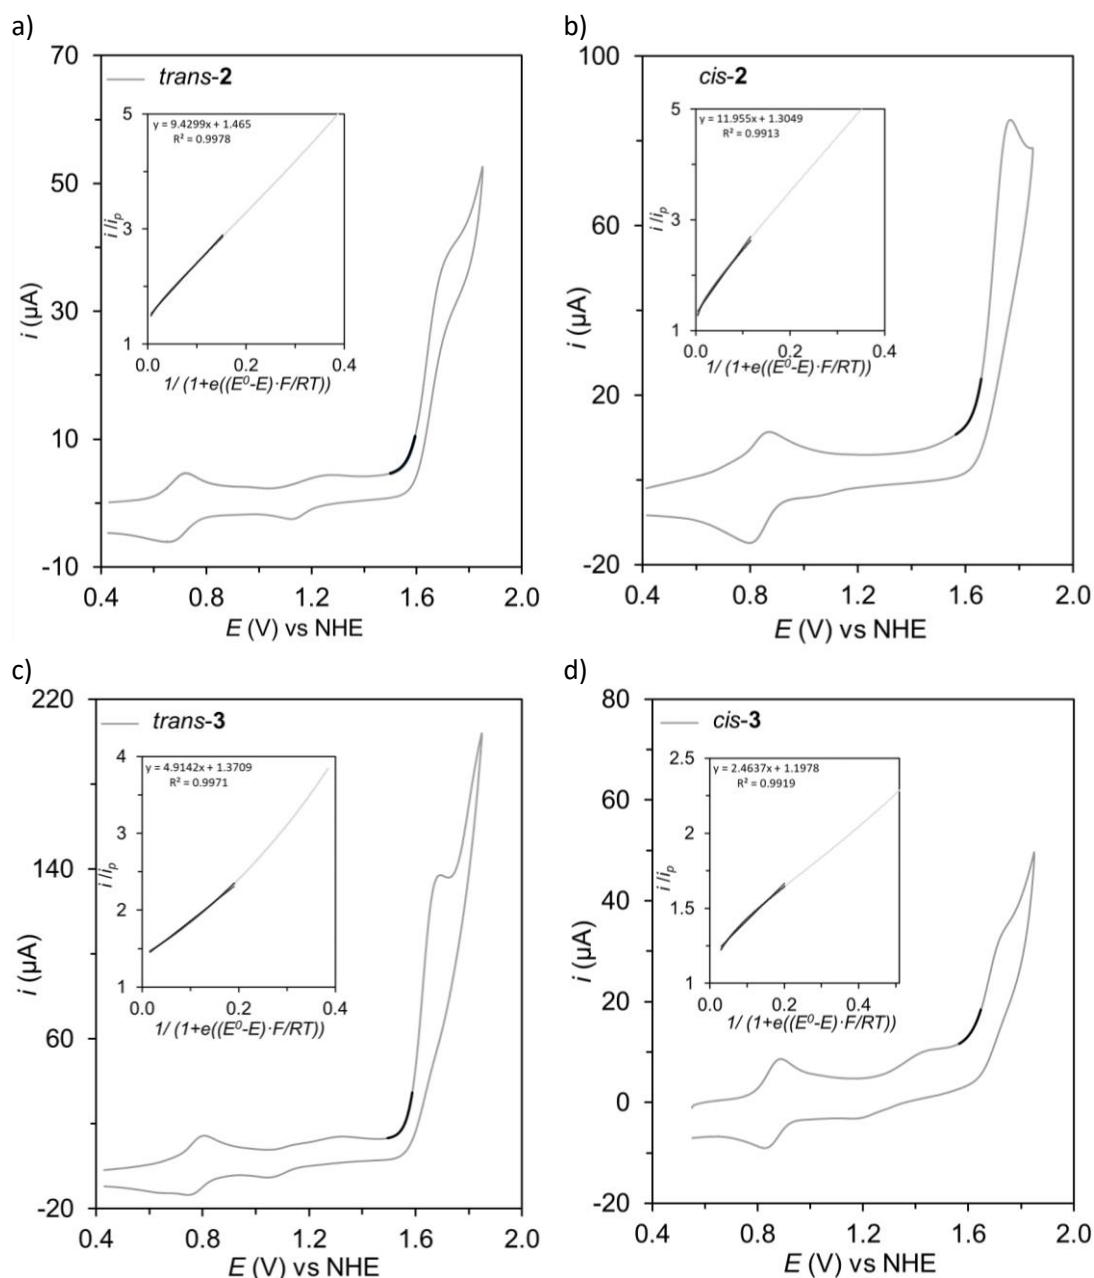 a)
trans-2
70
50
30
10
-10
i (µA)
0.4 0.8 1.2 1.6 2.0
E (V) vs NHE
y = 9.4299x + 1.465
R² = 0.9978
5
3
1
i /ip
0.0 0.2 0.4
1/ (1+e((E⁰-E)·F/RT))
b)
cis-2
100
60
20
-20
i (µA)
0.4 0.8 1.2 1.6 2.0
E (V) vs NHE
y = 11.955x + 1.3049
R² = 0.9913
5
3
1
i /ip
0.0 0.2 0.4
1/ (1+e((E⁰-E)·F/RT))
c)
trans-3
220
140
60
-20
i (µA)
0.4 0.8 1.2 1.6 2.0
E (V) vs NHE
y = 4.9142x + 1.3709
R² = 0.9971
4
3
2
1
i /ip
0.0 0.2 0.4
1/ (1+e((E⁰-E)·F/RT))
d)
cis-3
80
60
40
20
0
-20
i (µA)
0.4 0.8 1.2 1.6 2.0
E (V) vs NHE
y = 2.4637x + 1.1978
R² = 0.9919
2.5
2
1.5
1
i /ip
0.0 0.2 0.4
1/ (1+e((E⁰-E)·F/RT))